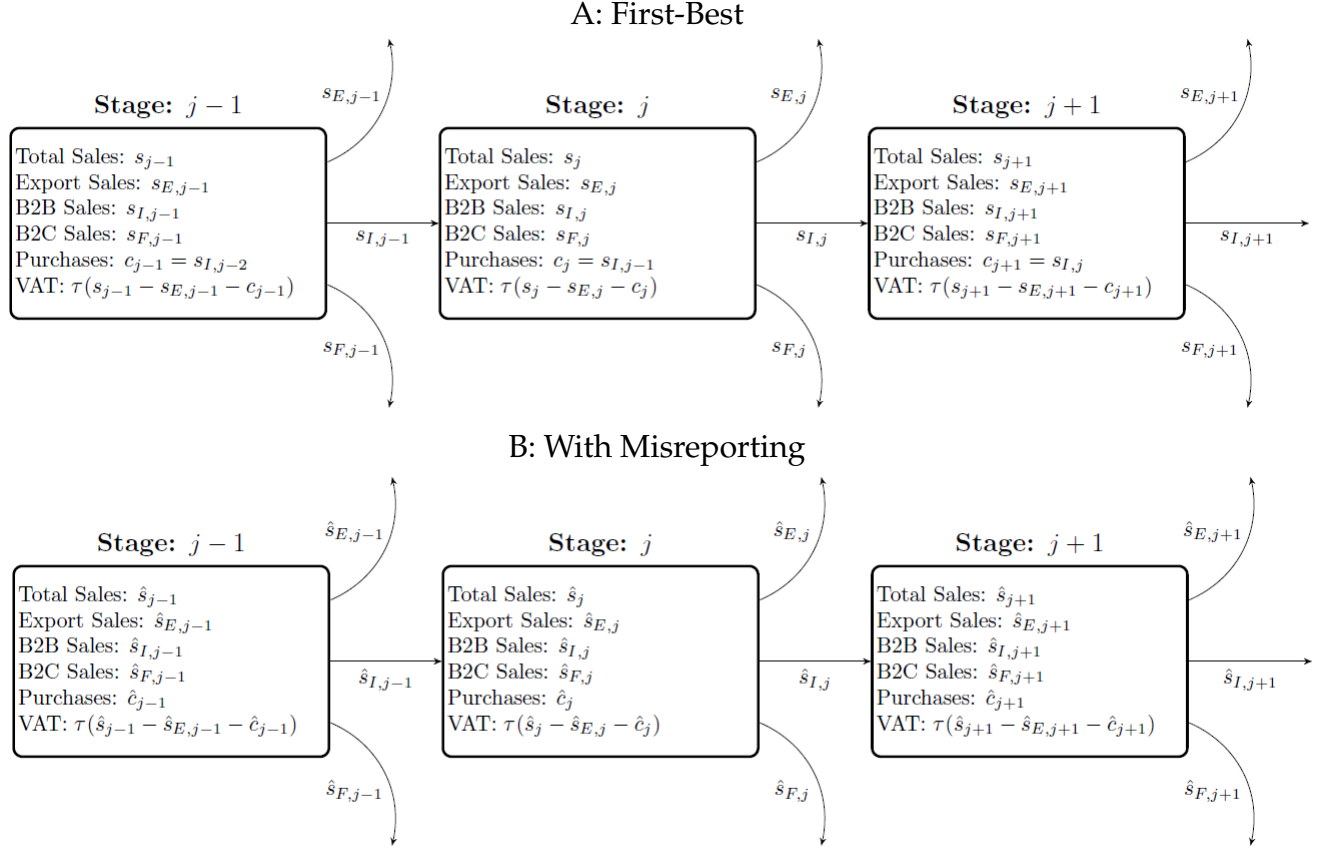 A: First-Best
s_{E,j−1}
s_{E,j}
s_{E,j+1}
Stage: j − 1
Stage: j
Stage: j + 1
Total Sales: s_{j−1}
Export Sales: s_{E,j−1}
B2B Sales: s_{I,j−1}
B2C Sales: s_{F,j−1}
Purchases: c_{j−1} = s_{I,j−2}
VAT: τ(s_{j−1} − s_{E,j−1} − c_{j−1})
s_{I,j−1}
Total Sales: s_j
Export Sales: s_{E,j}
B2B Sales: s_{I,j}
B2C Sales: s_{F,j}
Purchases: c_j = s_{I,j−1}
VAT: τ(s_j − s_{E,j} − c_j)
s_{I,j}
Total Sales: s_{j+1}
Export Sales: s_{E,j+1}
B2B Sales: s_{I,j+1}
B2C Sales: s_{F,j+1}
Purchases: c_{j+1} = s_{I,j}
VAT: τ(s_{j+1} − s_{E,j+1} − c_{j+1})
s_{I,j+1}
s_{F,j−1}
s_{F,j}
s_{F,j+1}
B: With Misreporting
ŝ_{E,j−1}
ŝ_{E,j}
ŝ_{E,j+1}
Stage: j − 1
Stage: j
Stage: j + 1
Total Sales: ŝ_{j−1}
Export Sales: ŝ_{E,j−1}
B2B Sales: ŝ_{I,j−1}
B2C Sales: ŝ_{F,j−1}
Purchases: ĉ_{j−1}
VAT: τ(ŝ_{j−1} − ŝ_{E,j−1} − ĉ_{j−1})
ŝ_{I,j−1}
Total Sales: ŝ_j
Export Sales: ŝ_{E,j}
B2B Sales: ŝ_{I,j}
B2C Sales: ŝ_{F,j}
Purchases: ĉ_j
VAT: τ(ŝ_j − ŝ_{E,j} − ĉ_j)
ŝ_{I,j}
Total Sales: ŝ_{j+1}
Export Sales: ŝ_{E,j+1}
B2B Sales: ŝ_{I,j+1}
B2C Sales: ŝ_{F,j+1}
Purchases: ĉ_{j+1}
VAT: τ(ŝ_{j+1} − ŝ_{E,j+1} − ĉ_{j+1})
ŝ_{I,j+1}
ŝ_{F,j−1}
ŝ_{F,j}
ŝ_{F,j+1}